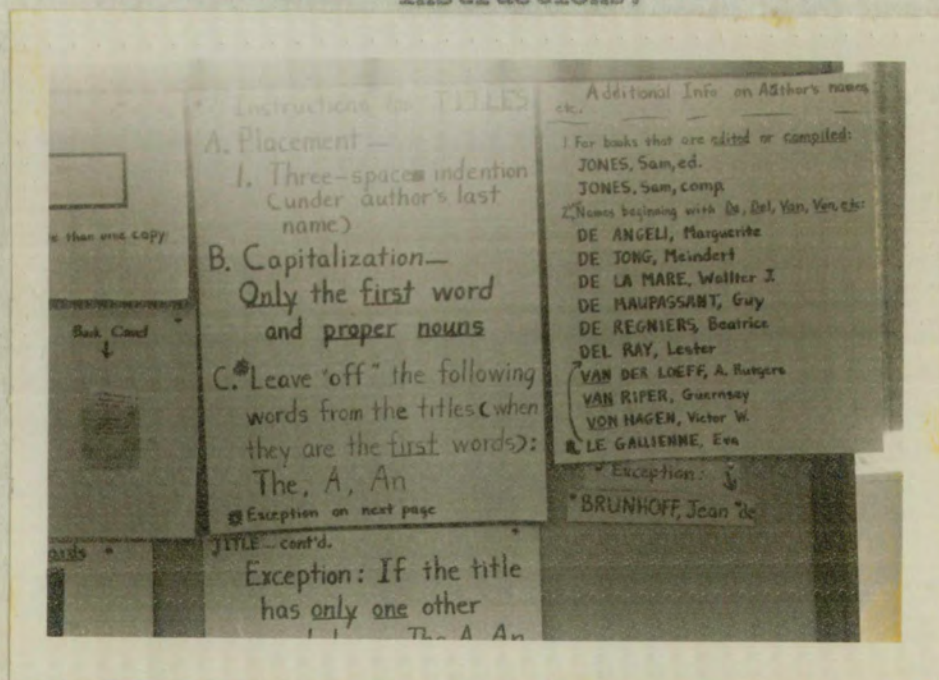 Instructions:
e than one copy.
Book Card
ards
2. Instructions for TITLES
A. Placement —
1. Three-space indention
(under author's last
name)
B. Capitalization—
Only the first word
and proper nouns
C. Leave "off" the following
words from the titles (when
they are the first words):
The, A, An
Exception on next page
TITLE — cont'd.
Exception: If the title
has only one other
The A An
Additional Info on Author's names
etc.
1. For books that are edited or compiled:
JONES, Sam, ed.
JONES, Sam, comp.
2. Names beginning with De, Del, Van, Von, etc:
DE ANGELI, Marguerite
DE JONG, Meindert
DE LA MARE, Wallter J.
DE MAUPASSANT, Guy
DE REGNIERS, Beatrice
DEL RAY, Lester
VAN DER LOEFF, A. Rutgers
VAN RIPER, Guernsey
VON HAGEN, Victor W.
LE GALLIENNE, Eva
Exception:
BRUNHOFF, Jean de